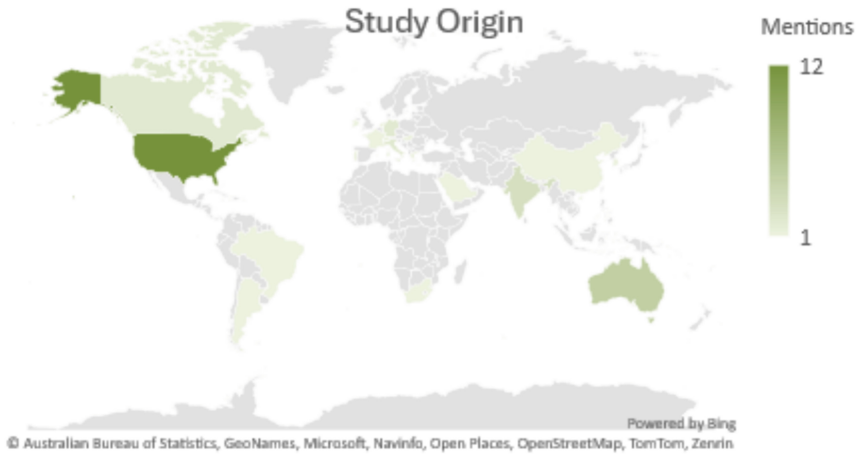 Study Origin
Mentions
12
1
Powered by Bing
© Australian Bureau of Statistics, GeoNames, Microsoft, Navinfo, Open Places, OpenStreetMap, TomTom, Zenrin